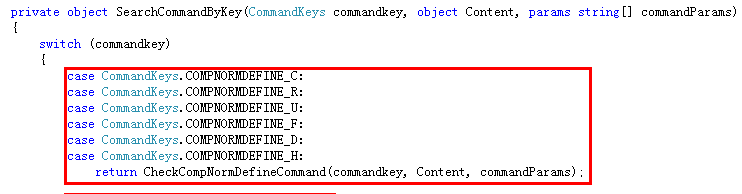 private object SearchCommandByKey(CommandKeys commandkey, object Content, params string[] commandParams)
{
switch (commandkey)
{
case CommandKeys.COMPNORMDEFINE_C:
case CommandKeys.COMPNORMDEFINE_R:
case CommandKeys.COMPNORMDEFINE_U:
case CommandKeys.COMPNORMDEFINE_F:
case CommandKeys.COMPNORMDEFINE_D:
case CommandKeys.COMPNORMDEFINE_H:
return CheckCompNormDefineCommand(commandkey, Content, commandParams);